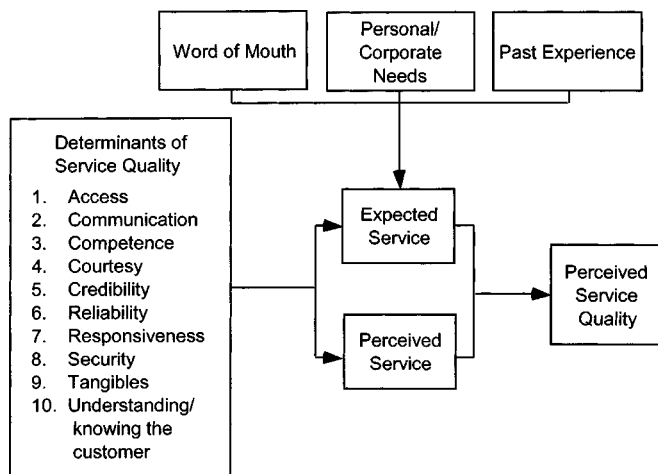 Word of Mouth
Personal/
Corporate
Needs
Past Experience
Determinants of
Service Quality
1. Access
2. Communication
3. Competence
4. Courtesy
5. Credibility
6. Reliability
7. Responsiveness
8. Security
9. Tangibles
10. Understanding/
knowing the
customer
Expected
Service
Perceived
Service
Perceived
Service
Quality